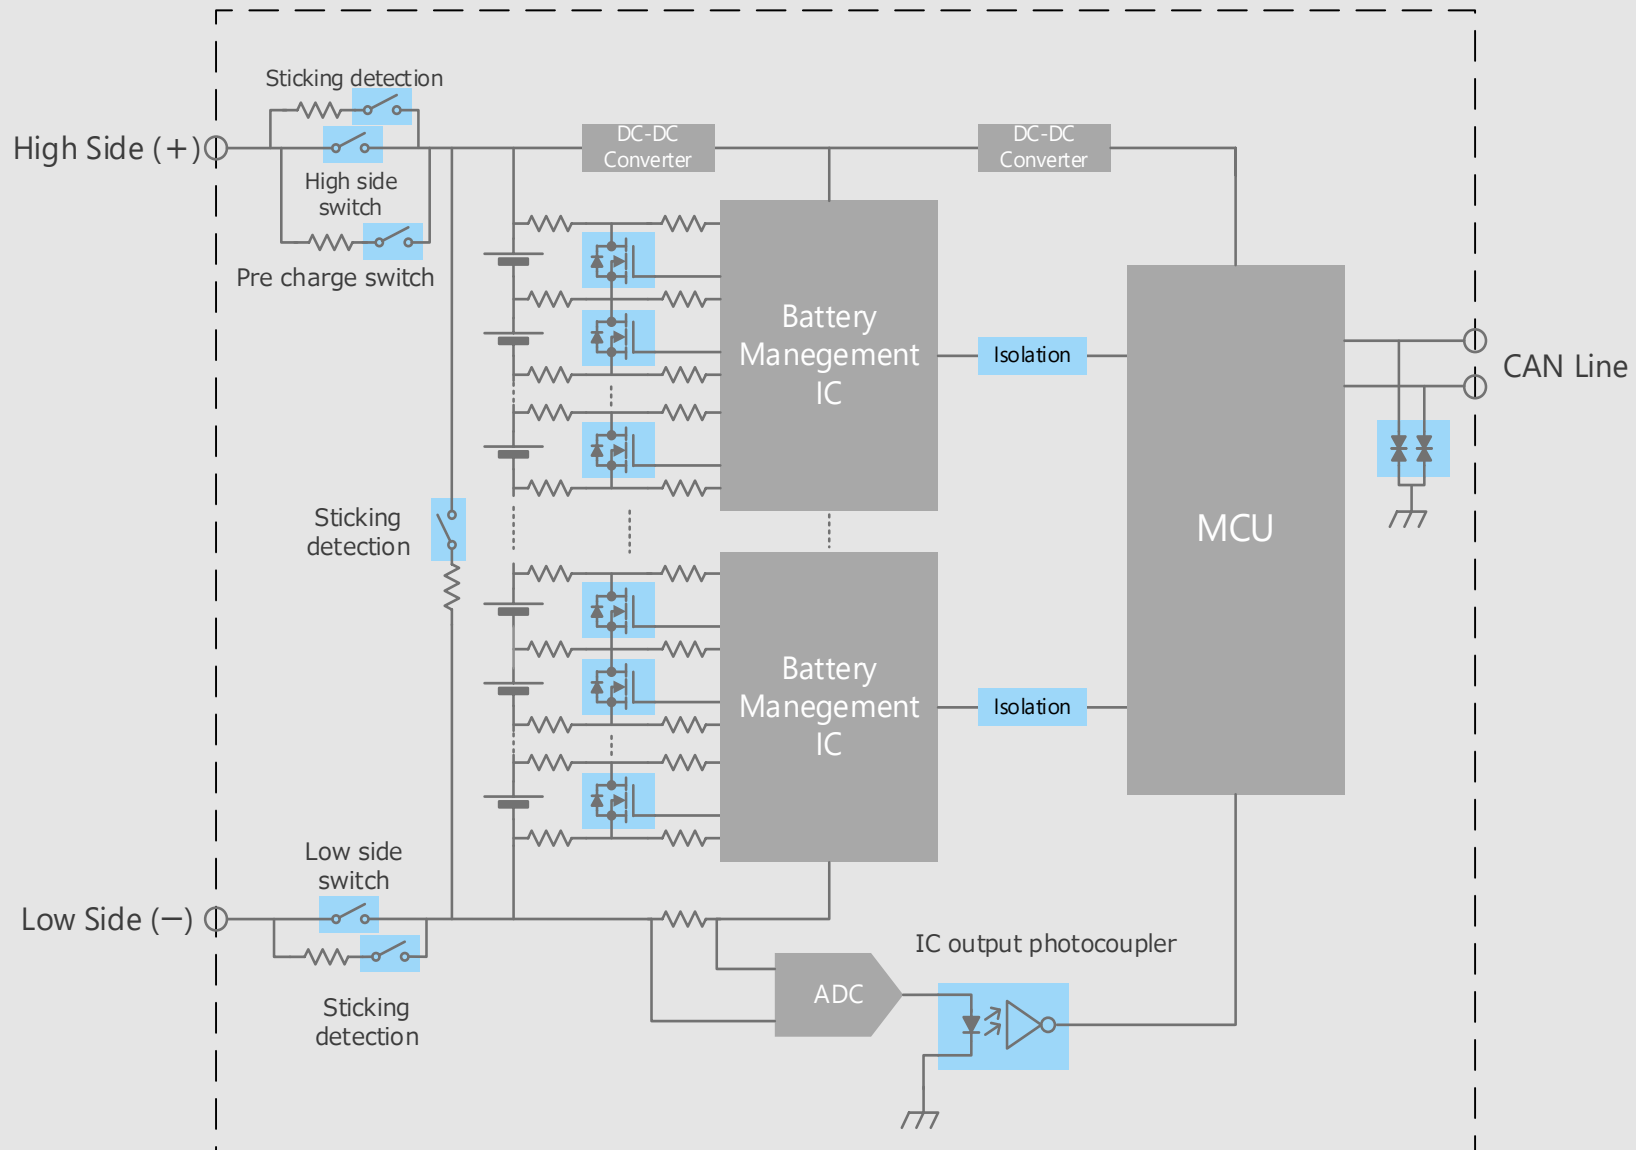 Sticking detection
High Side (+)
High side
switch
Pre charge switch
DC-DC
Converter
DC-DC
Converter
Battery
Manegement
IC
Isolation
CAN Line
MCU
Sticking
detection
Battery
Manegement
IC
Isolation
Low side
switch
Low Side (−)
Sticking
detection
IC output photocoupler
ADC